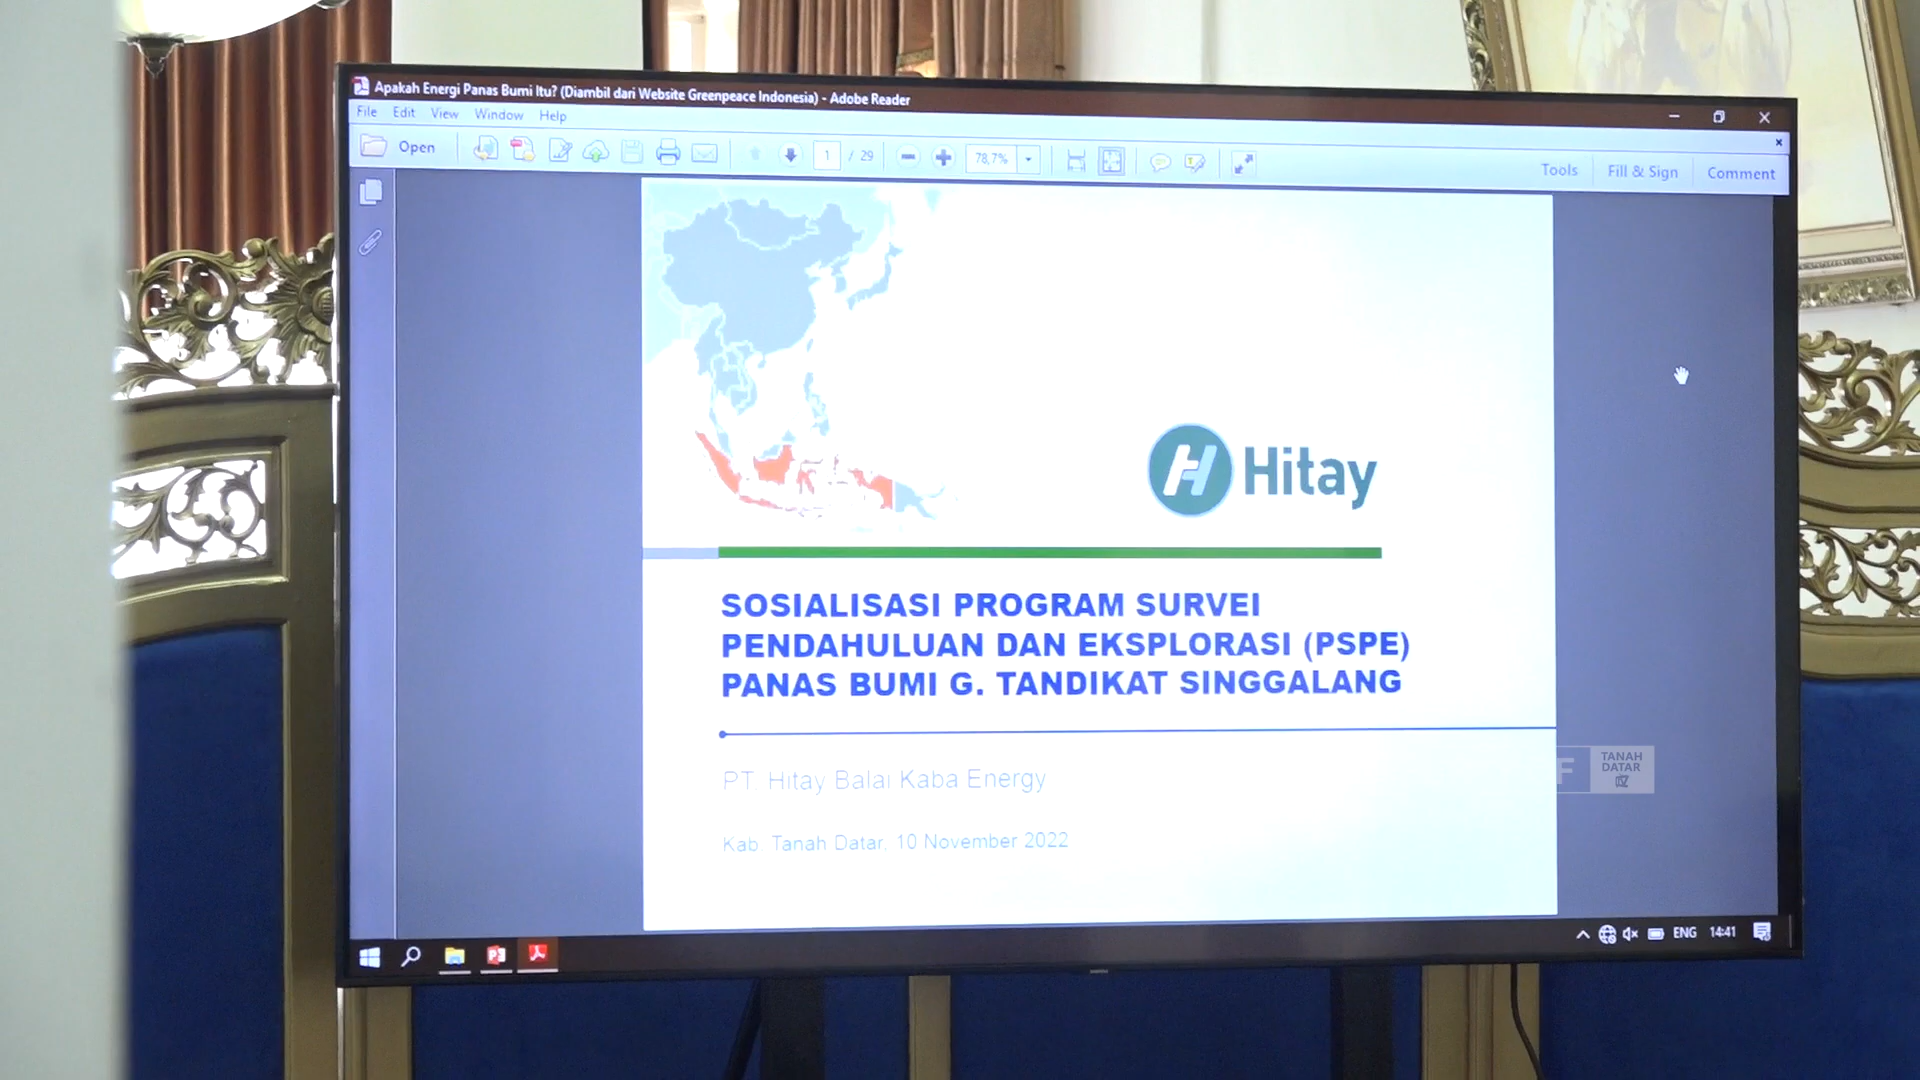 Apakah Energi Panas Bumi Itu? (Diambil dari Website Greenpeace Indonesia) - Adobe Reader
File Edit View Window Help
Open 1 / 29 78,7% Tools Fill & Sign Comment
Hitay
SOSIALISASI PROGRAM SURVEI
PENDAHULUAN DAN EKSPLORASI (PSPE)
PANAS BUMI G. TANDIKAT SINGGALANG
PT. Hitay Balai Kaba Energy
Kab. Tanah Datar, 10 November 2022
F TANAH
DATAR
ENG 14:41